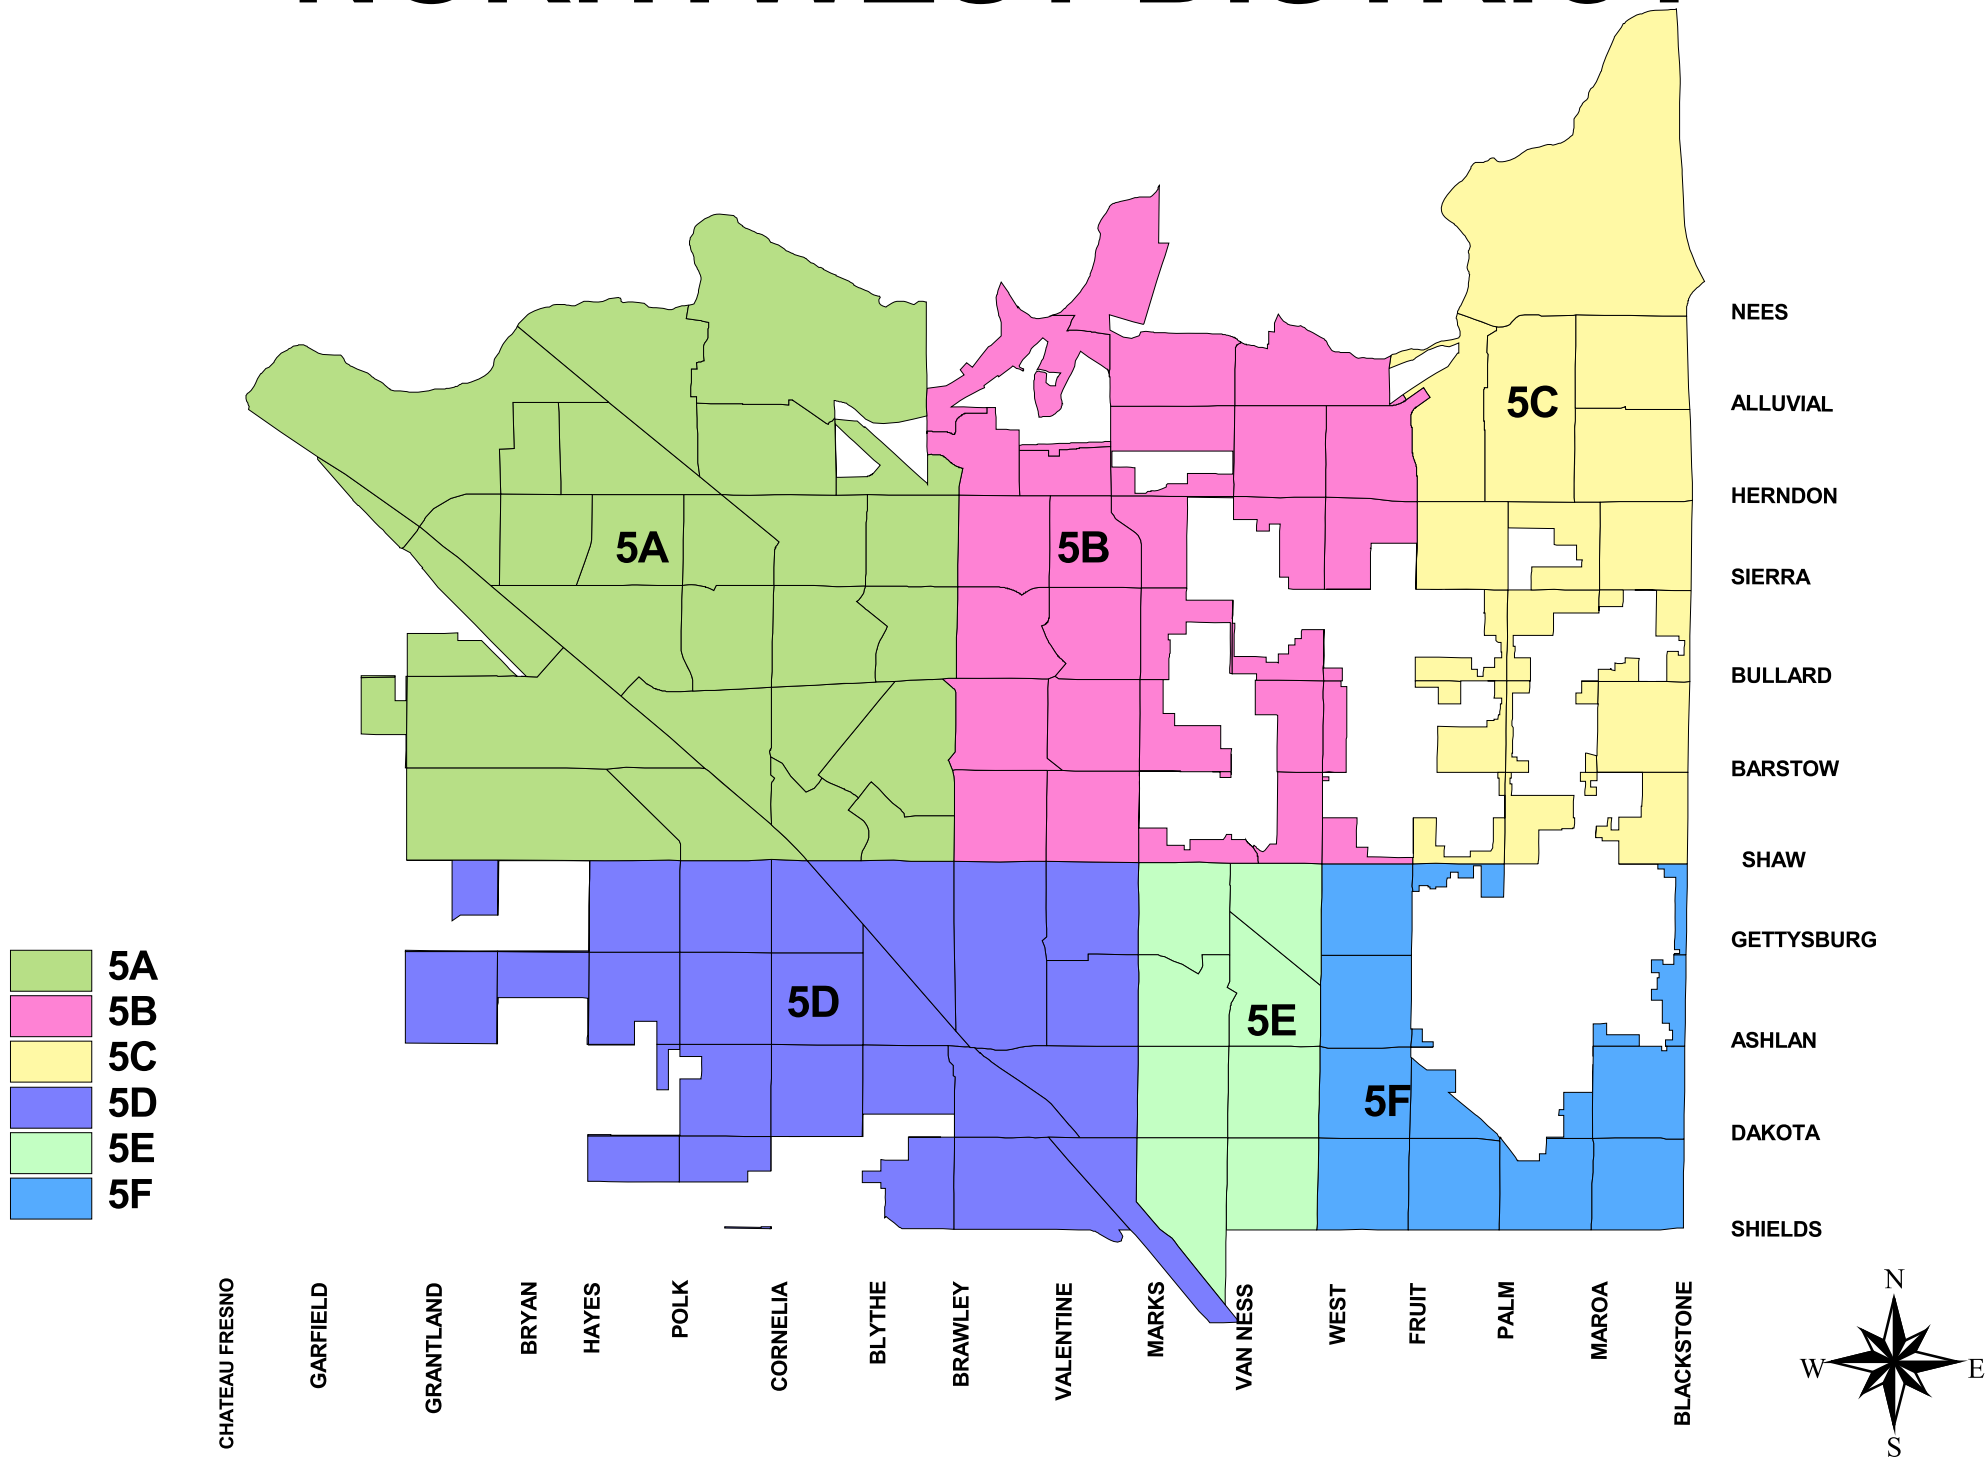 NORTHWEST DISTRICT
NEES
ALLUVIAL
5C
HERNDON
5A
5B
SIERRA
BULLARD
BARSTOW
SHAW
GETTYSBURG
5A
5B
5D
5E
ASHLAN
5C
5D
5F
DAKOTA
5E
5F
SHIELDS
CHATEAU FRESNO
GARFIELD
GRANTLAND
BRYAN
HAYES
POLK
CORNELIA
BLYTHE
BRAWLEY
VALENTINE
MARKS
VAN NESS
WEST
FRUIT
PALM
MAROA
BLACKSTONE
N
W
E
S